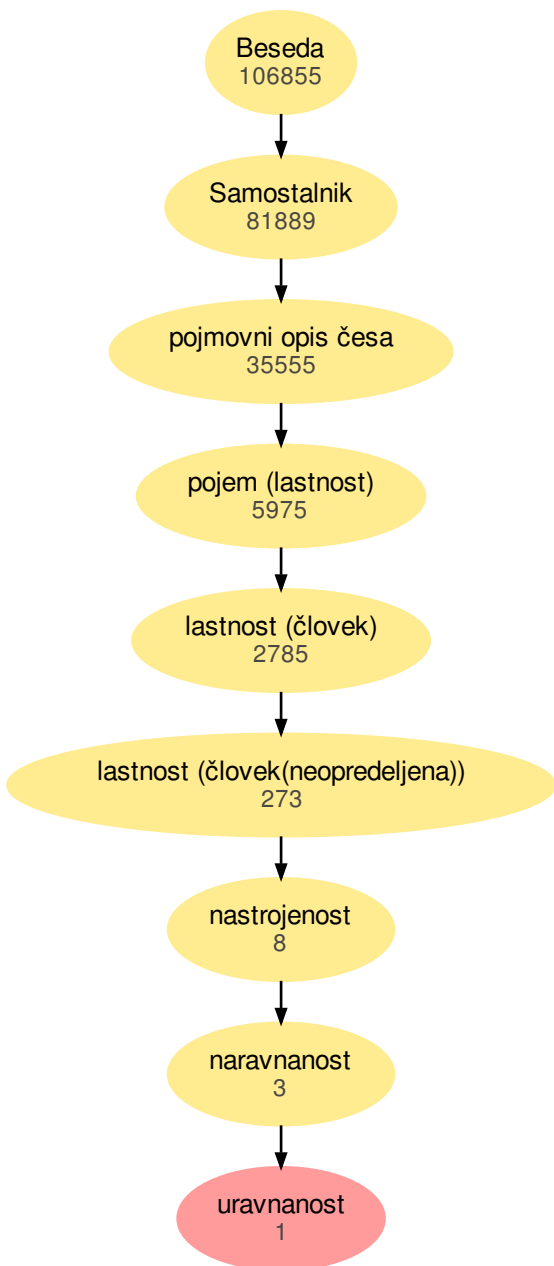 Beseda
106855
Samostalnik
81889
pojmovni opis česa
35555
pojem (lastnost)
5975
lastnost (človek)
2785
lastnost (človek(neopredeljena))
273
nastrojenost
8
naravnanost
3
uravnanost
1